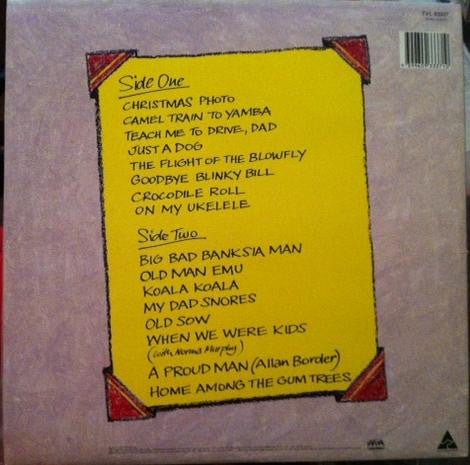 TVL 93327
Side One
CHRISTMAS PHOTO
CAMEL TRAIN TO YAMBA
TEACH ME TO DRIVE, DAD
JUST A DOG
THE FLIGHT OF THE BLOWFLY
GOODBYE BLINKY BILL
CROCODILE ROLL
ON MY UKELELE
Side Two
BIG BAD BANKSIA MAN
OLD MAN EMU
KOALA KOALA
MY DAD SNORES
OLD SOW
WHEN WE WERE KIDS
(with Norma Murphy)
A PROUD MAN (Allan Border)
HOME AMONG THE GUM TREES